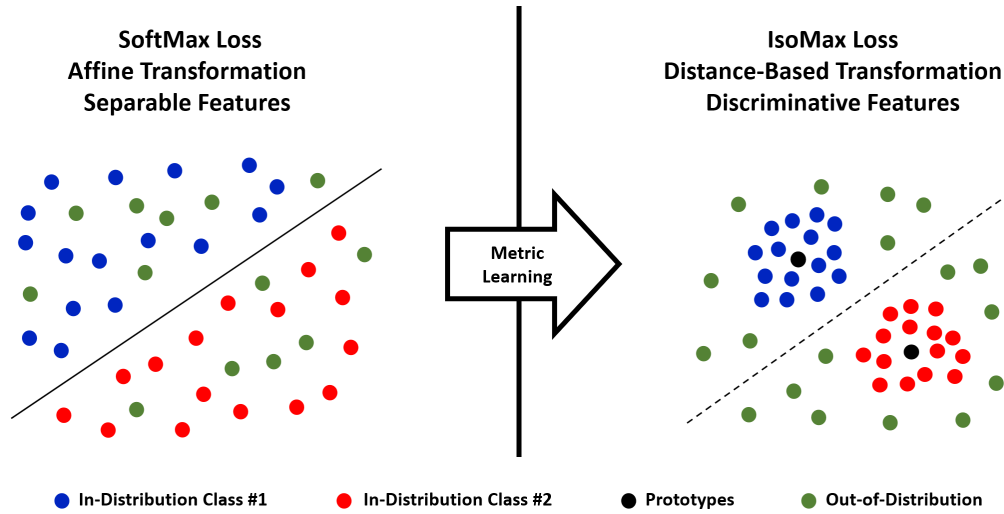 SoftMax Loss
Affine Transformation
Separable Features
IsoMax Loss
Distance-Based Transformation
Discriminative Features
Metric
Learning
In-Distribution Class #1
In-Distribution Class #2
Prototypes
Out-of-Distribution